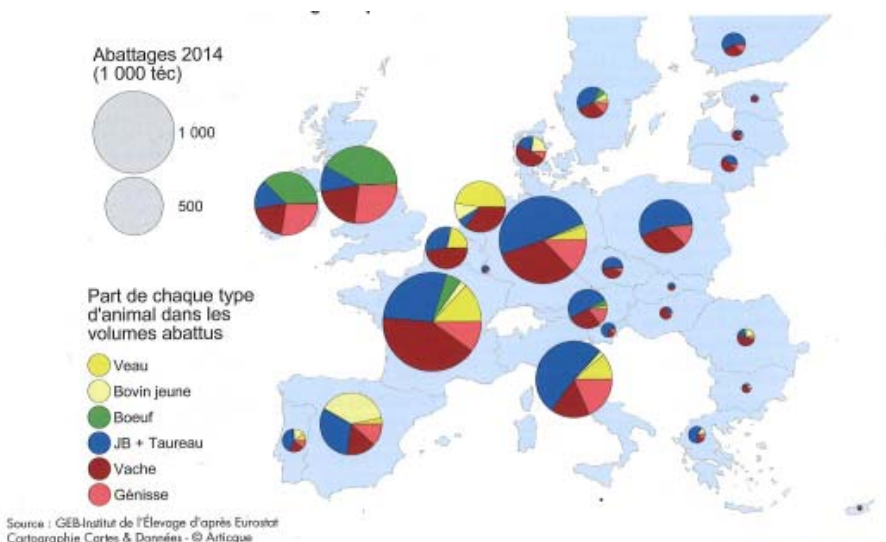 Abattages 2014
(1 000 téc)
1 000
500
Part de chaque type
d'animal dans les
volumes abattus
Veau
Bovin jeune
Boeuf
JB + Taureau
Vache
Génisse
Source : GEB-Institut de l'Élevage d'après Eurostat
Cartographie Cartes & Données - © Articque